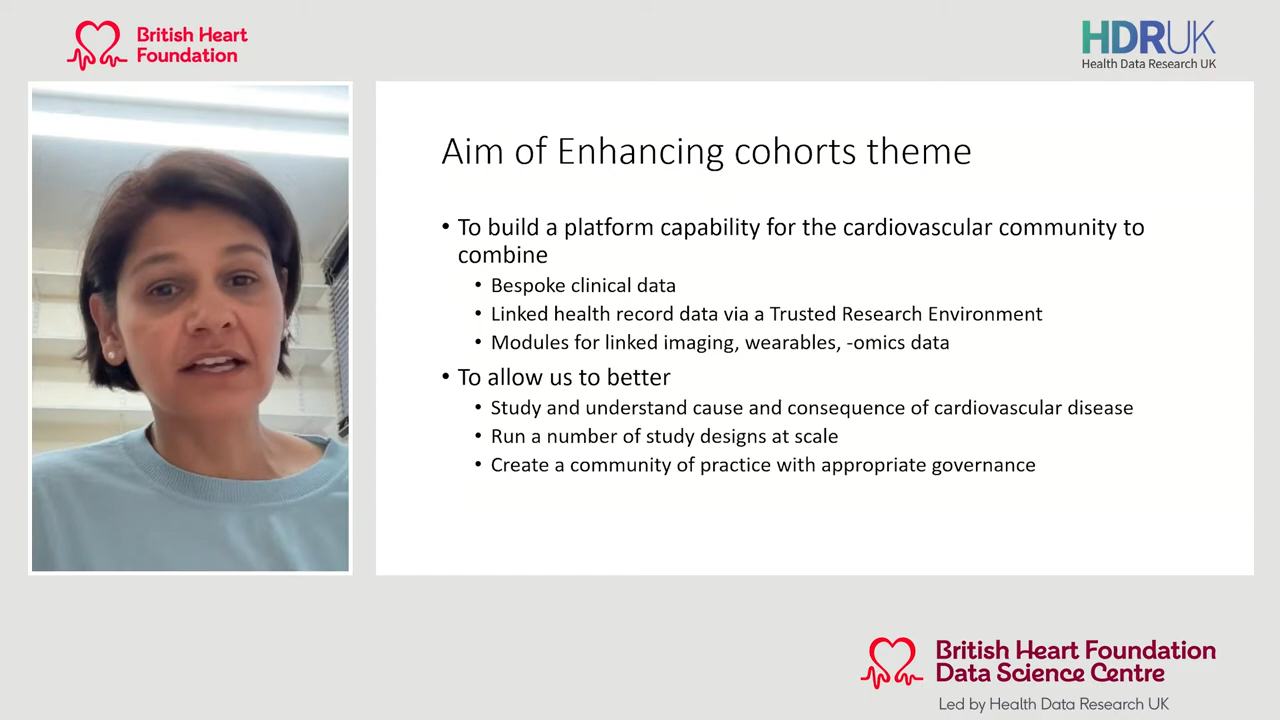 British Heart
Foundation
HDRUK
Health Data Research UK
Aim of Enhancing cohorts theme
• To build a platform capability for the cardiovascular community to
combine
• Bespoke clinical data
• Linked health record data via a Trusted Research Environment
• Modules for linked imaging, wearables, -omics data
• To allow us to better
• Study and understand cause and consequence of cardiovascular disease
• Run a number of study designs at scale
• Create a community of practice with appropriate governance
British Heart Foundation
Data Science Centre
Led by Health Data Research UK